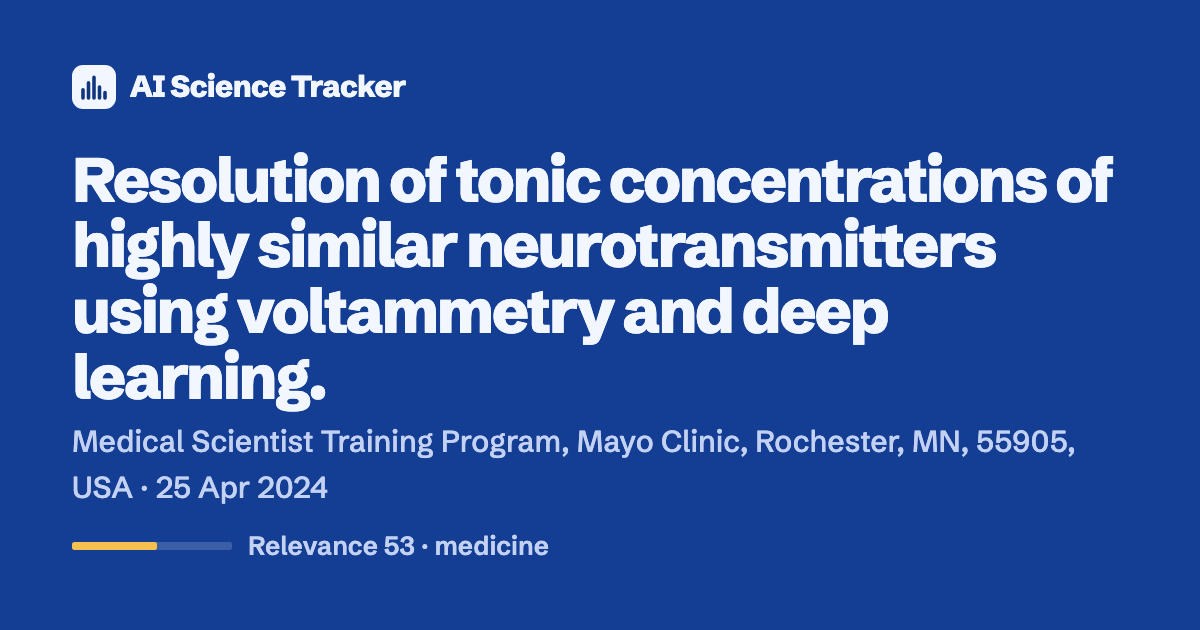 AI Science Tracker
Resolution of tonic concentrations of
highly similar neurotransmitters
using voltammetry and deep
learning.
Medical Scientist Training Program, Mayo Clinic, Rochester, MN, 55905,
USA · 25 Apr 2024
Relevance 53 · medicine